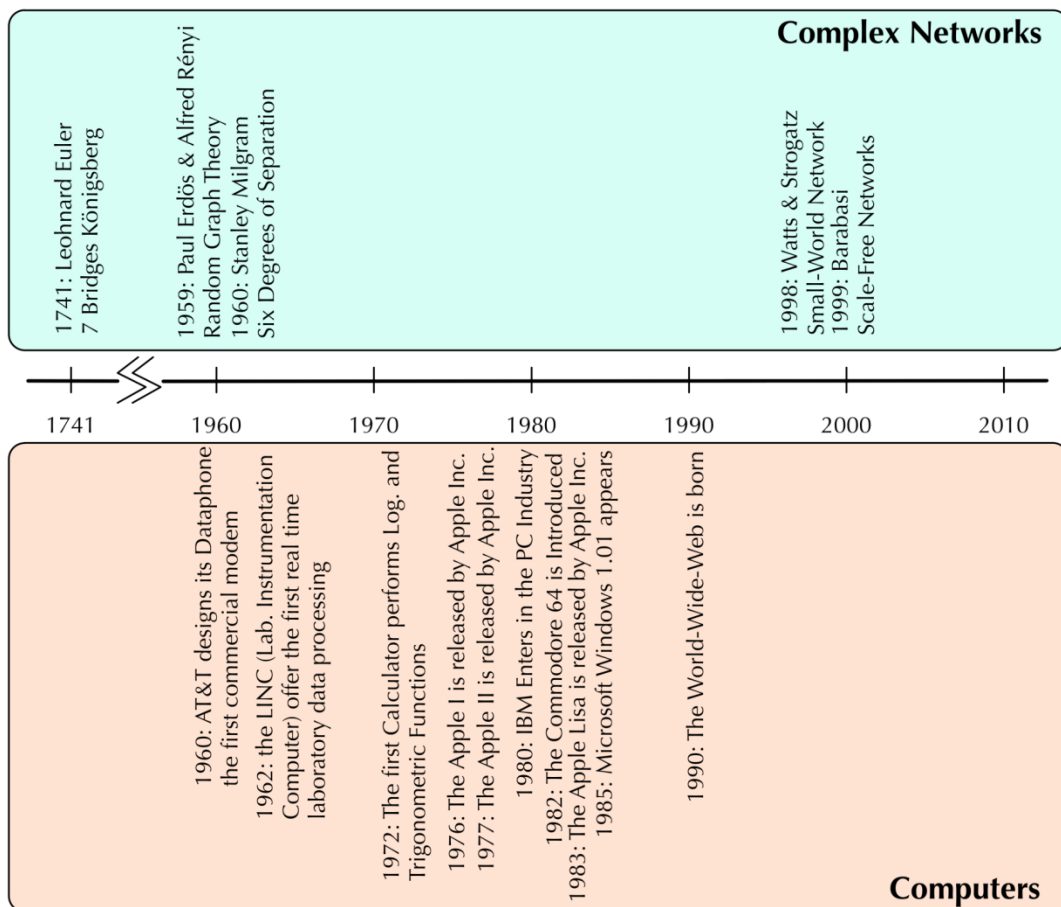 Complex Networks
1741: Leohnard Euler
7 Bridges Königsberg
1959: Paul Erdös & Alfred Rényi
Random Graph Theory
1960: Stanley Milgram
Six Degrees of Separation
1998: Watts & Strogatz
Small-World Network
1999: Barabasi
Scale-Free Networks
1741
1960
1970
1980
1990
2000
2010
1960: AT&T designs its Dataphone
the first commercial modem
1962: the LINC (Lab. Instrumentation
Computer) offer the first real time
laboratory data processing
1972: The first Calculator performs Log. and
Trigonometric Functions
1976: The Apple I is released by Apple Inc.
1977: The Apple II is released by Apple Inc.
1980: IBM Enters in the PC Industry
1982: The Commodore 64 is Introduced
1983: The Apple Lisa is released by Apple Inc.
1985: Microsoft Windows 1.01 appears
1990: The World-Wide-Web is born
Computers